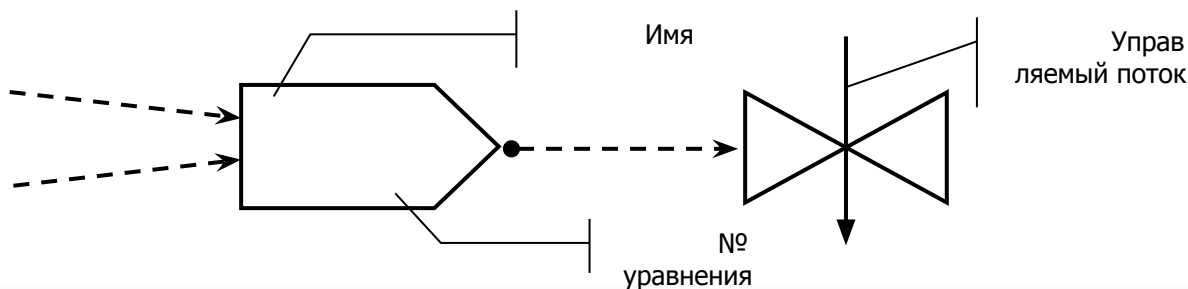 Имя
Управ
ляемый поток
№
уравнения